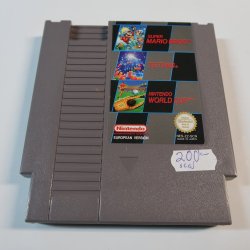 SUPER
MARIO BROS.
TETRIS
NINTENDO
WORLD CUP
Nintendo
EUROPEAN VERSION
200:-